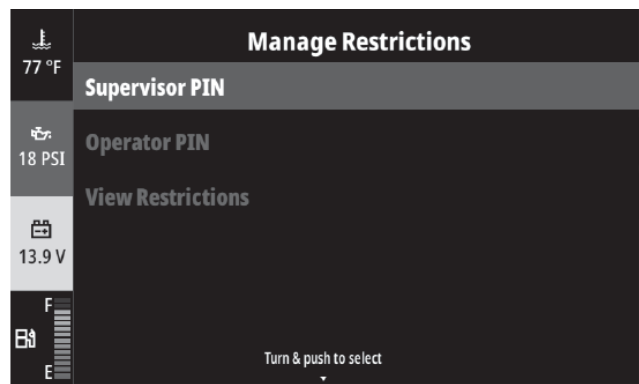 Manage Restrictions
77 °F
Supervisor PIN
Operator PIN
18 PSI
View Restrictions
13.9 V
F
E
Turn & push to select